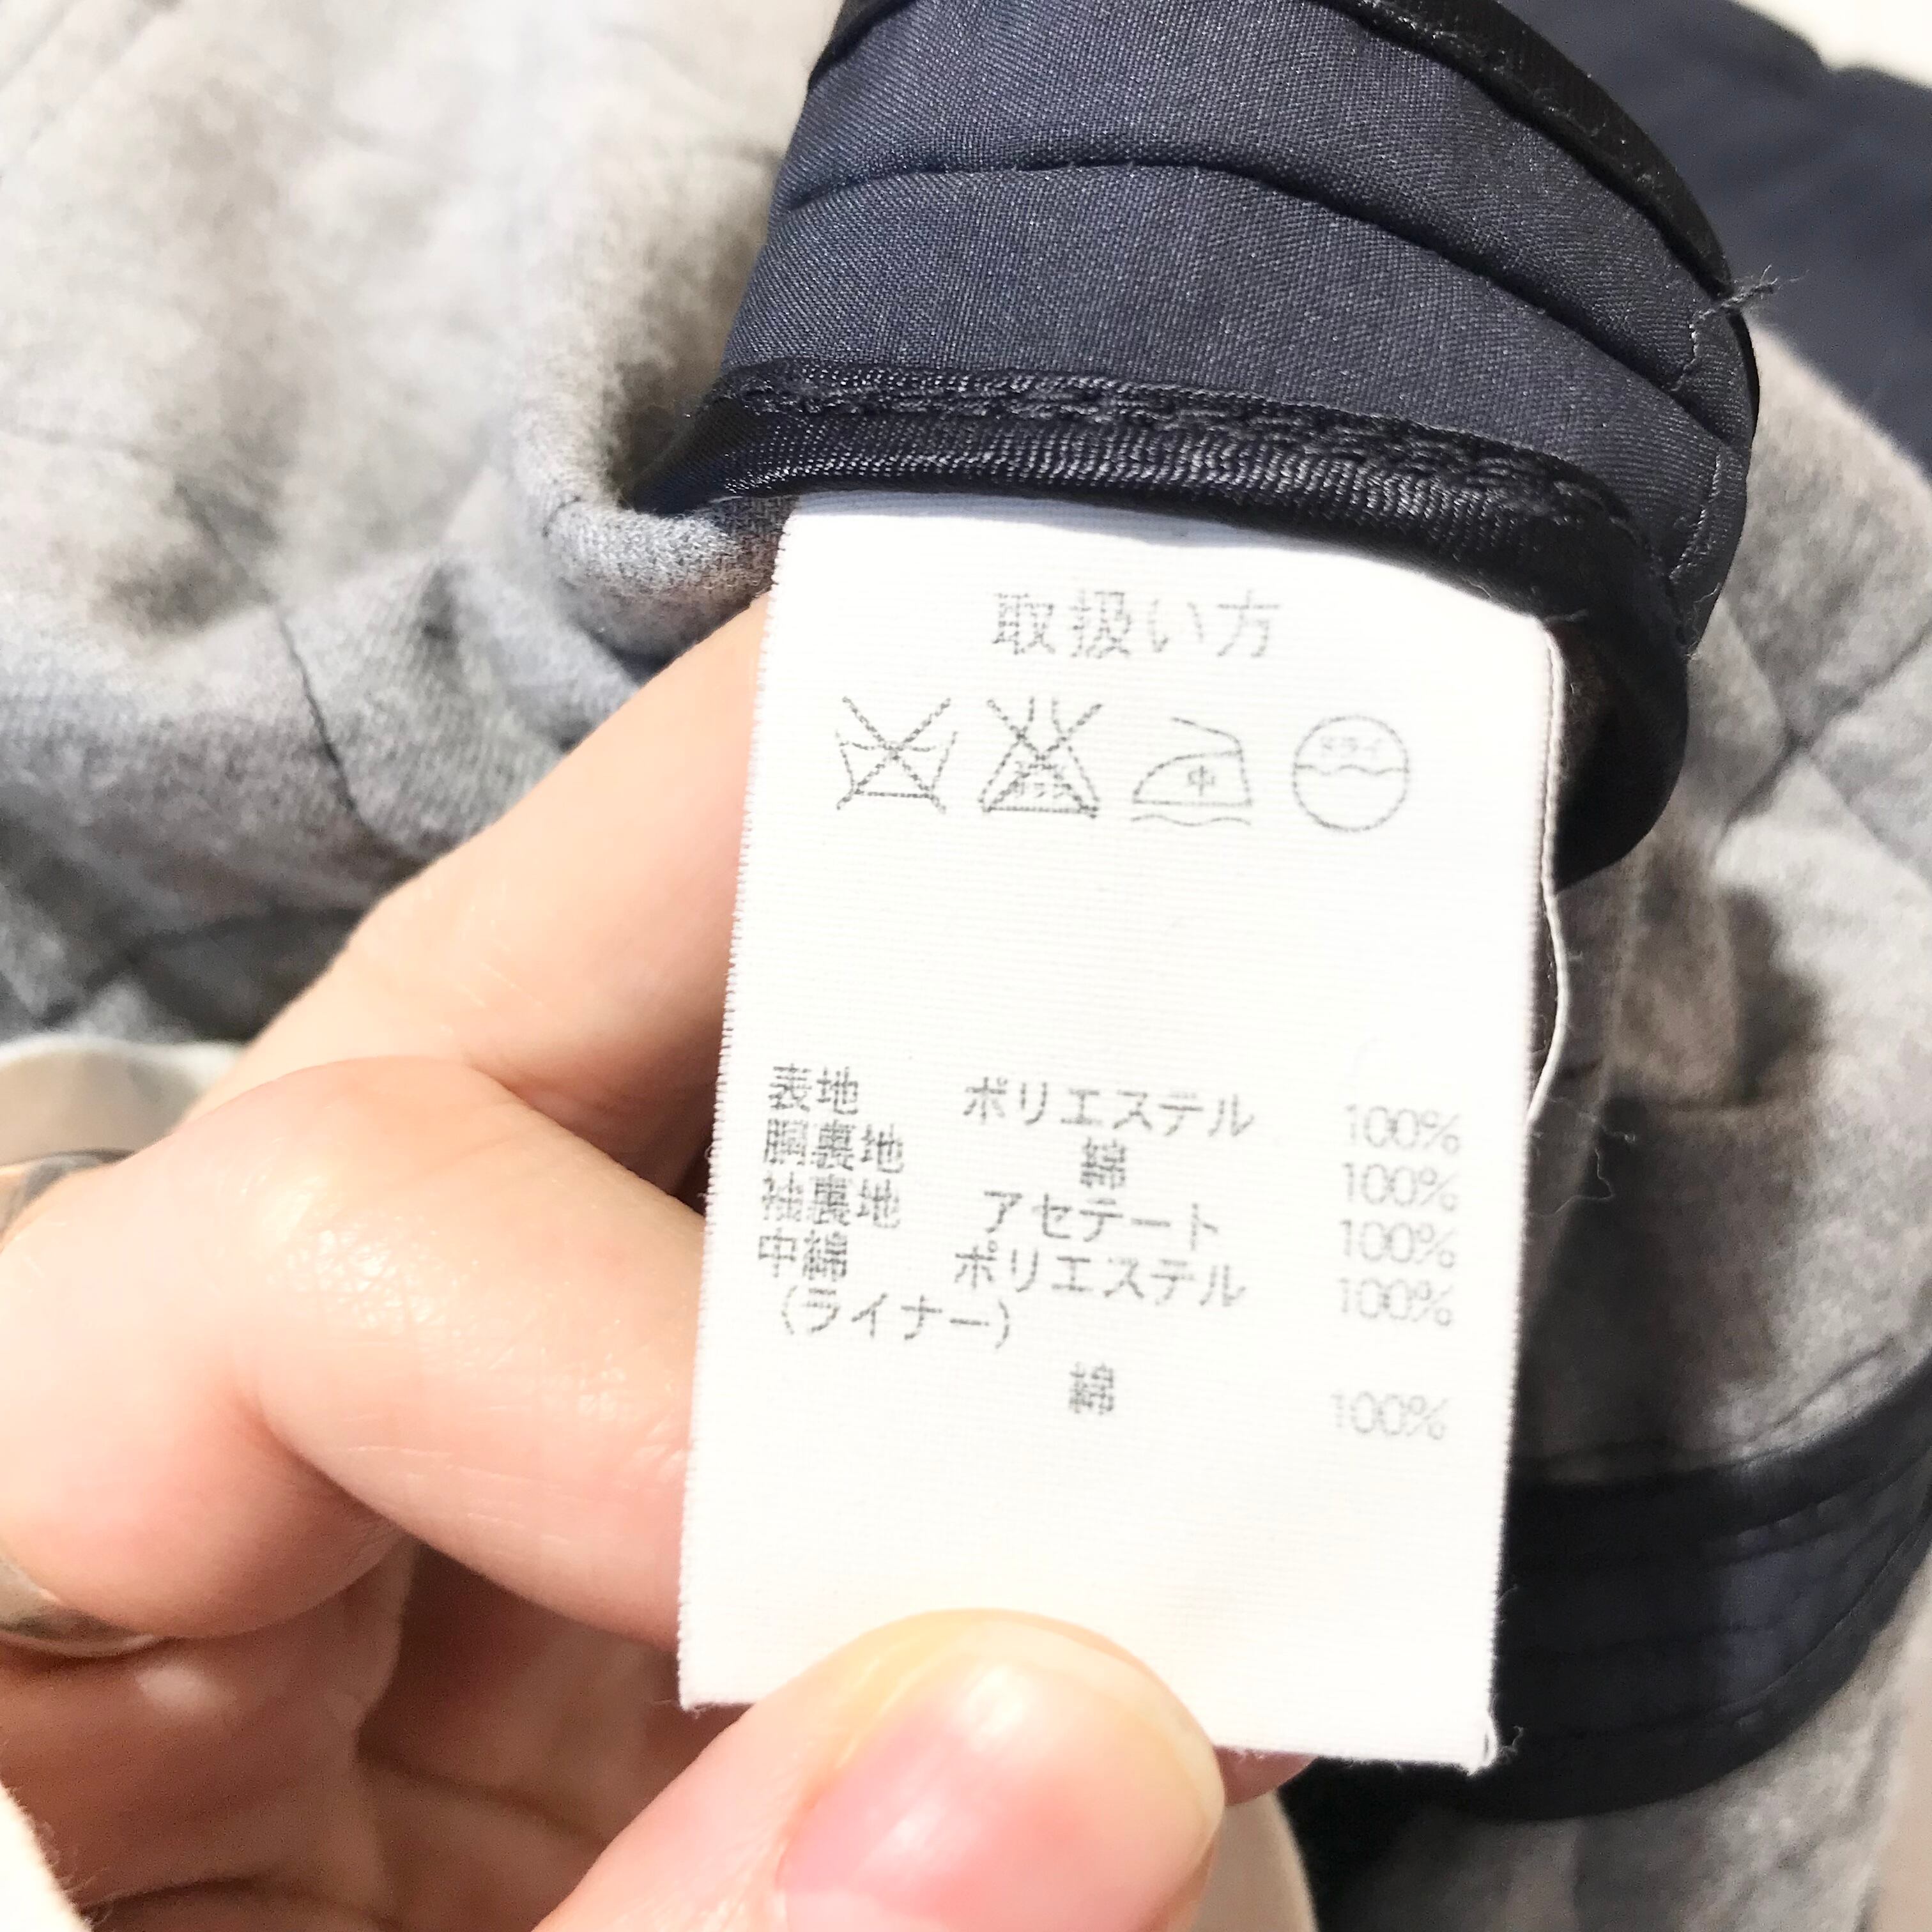 取扱い方
中 ドライ
表地 ポリエステル 100%
胴裏地 綿 100%
袖裏地 アセテート 100%
中綿 ポリエステル 100%
(ライナー)
綿 100%